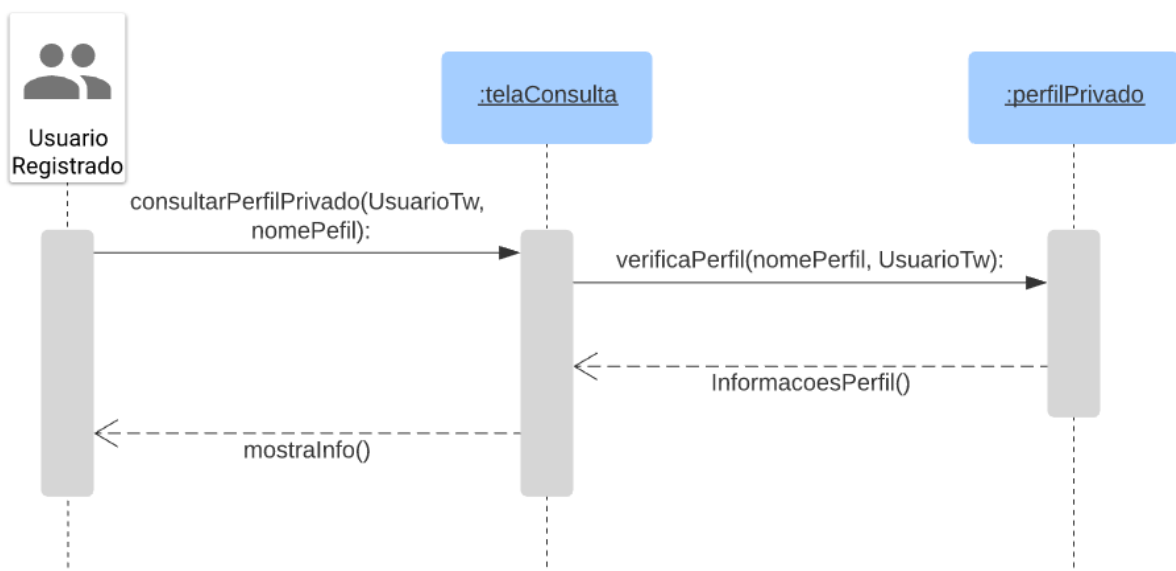 :telaConsulta
:perfilPrivado
Usuario
Registrado
consultarPerfilPrivado(UsuarioTw,
nomePefil):
verificaPerfil(nomePerfil, UsuarioTw):
InformacoesPerfil()
mostraInfo()